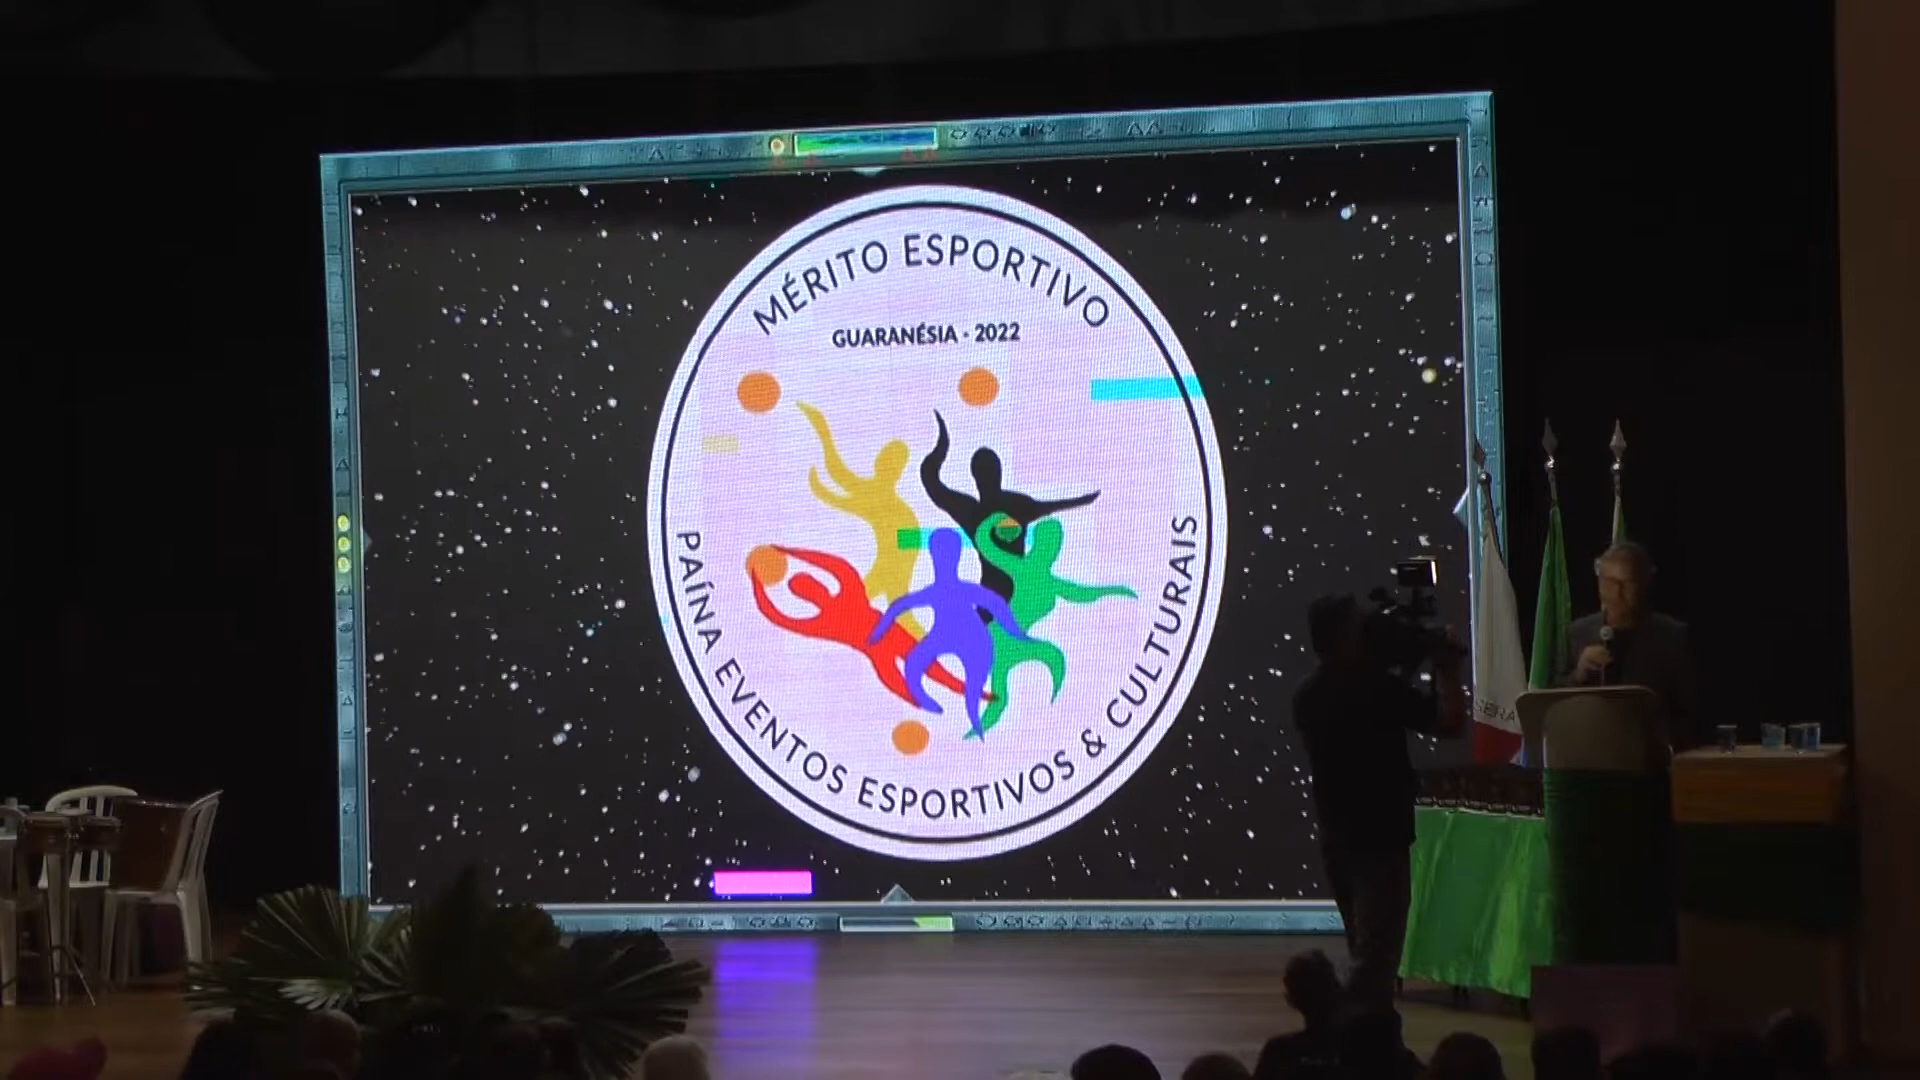 MÉRITO ESPORTIVO
GUARANÉSIA - 2022
PAÍNA EVENTOS ESPORTIVOS & CULTURAIS